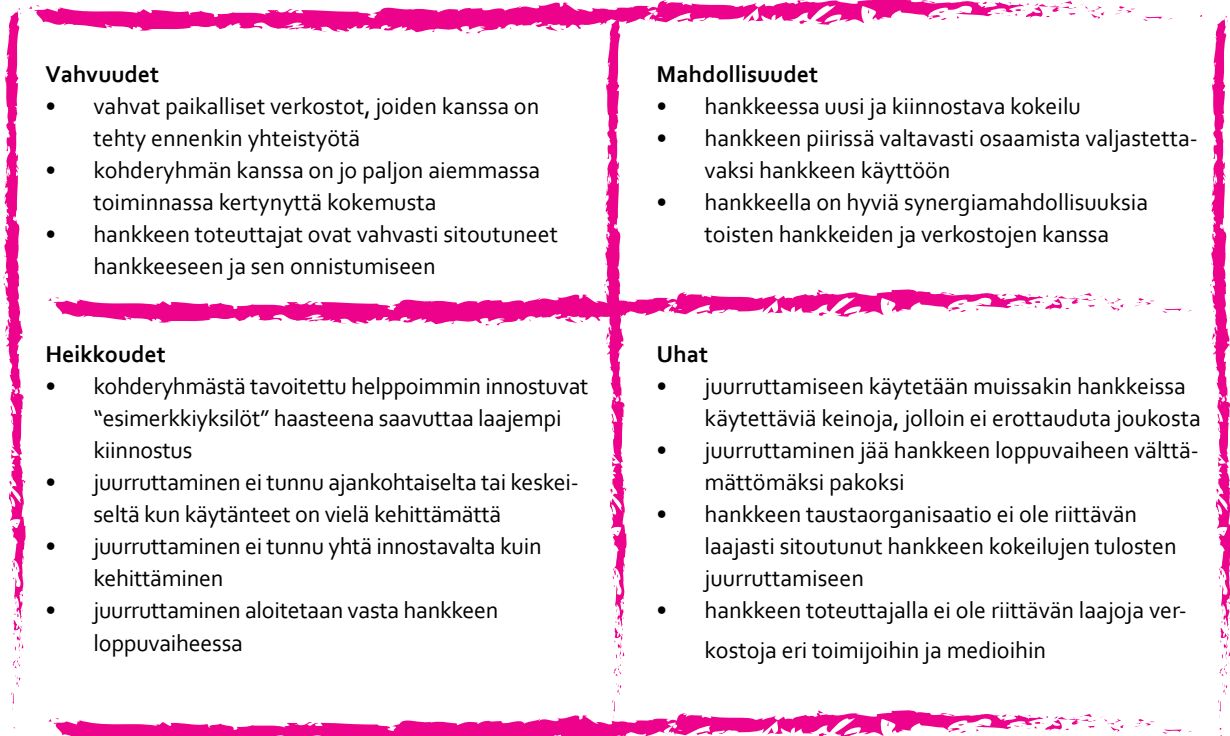 Vahvuudet
• vahvat paikalliset verkostot, joiden kanssa on
tehty ennenkin yhteistyötä
• kohderyhmän kanssa on jo paljon aiemmassa
toiminnassa kertynyttä kokemusta
• hankkeen toteuttajat ovat vahvasti sitoutuneet
hankkeeseen ja sen onnistumiseen
Mahdollisuudet
• hankkeessa uusi ja kiinnostava kokeilu
• hankkeen piirissä valtavasti osaamista valjastetta-
vaksi hankkeen käyttöön
• hankkeella on hyviä synergiamahdollisuuksia
toisten hankkeiden ja verkostojen kanssa
Heikkoudet
• kohderyhmästä tavoitettu helppoimmin innostuvat
”esimerkkiyksilöt” haasteena saavuttaa laajempi
kiinnostus
• juurruttaminen ei tunnu ajankohtaiselta tai keskei-
seltä kun käytänteet on vielä kehittämättä
• juurruttaminen ei tunnu yhtä innostavalta kuin
kehittäminen
• juurruttaminen aloitetaan vasta hankkeen
loppuvaiheessa
Uhat
• juurruttamiseen käytetään muissakin hankkeissa
käytettäviä keinoja, jolloin ei erottauduta joukosta
• juurruttaminen jää hankkeen loppuvaiheen välttä-
mättömäksi pakoksi
• hankkeen taustaorganisaatio ei ole riittävän
laajasti sitoutunut hankkeen kokeilujen tulosten
juurruttamiseen
• hankkeen toteuttajalla ei ole riittävän laajoja ver-
kostoja eri toimijoihin ja medioihin